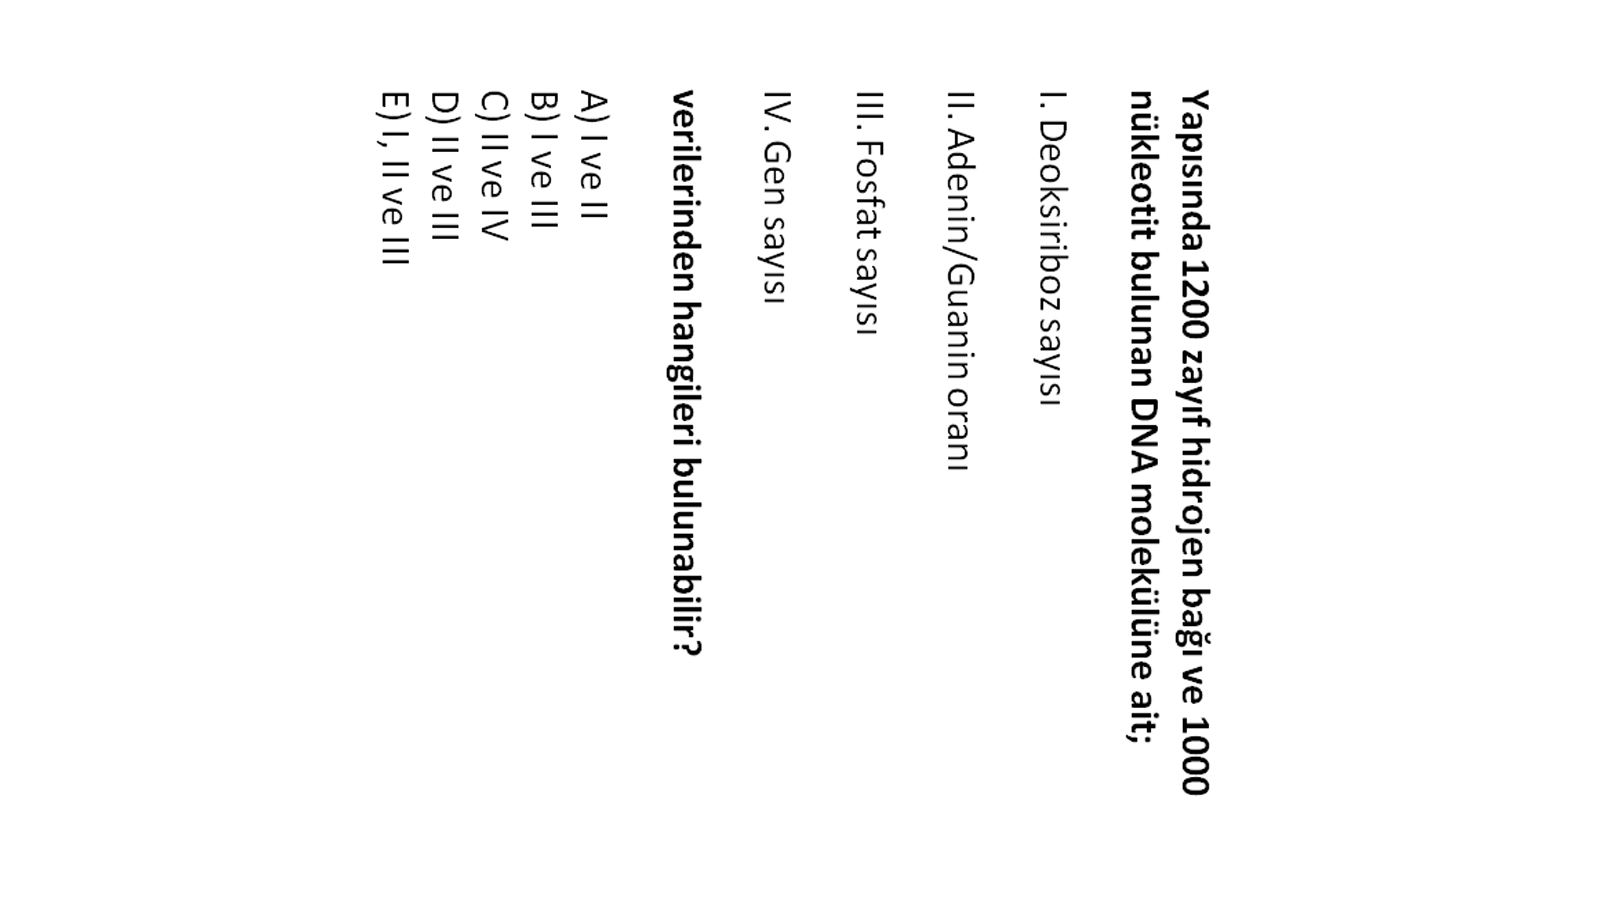 Yapısında 1200 zayıf hidrojen bağı ve 1000
nükleotit bulunan DNA molekülüne ait;
I. Deoksiriboz sayısı
II. Adenin/Guanin oranı
III. Fosfat sayısı
IV. Gen sayısı
verilerinden hangileri bulunabilir?
A) I ve II
B) I ve III
C) II ve IV
D) II ve III
E) I, II ve III